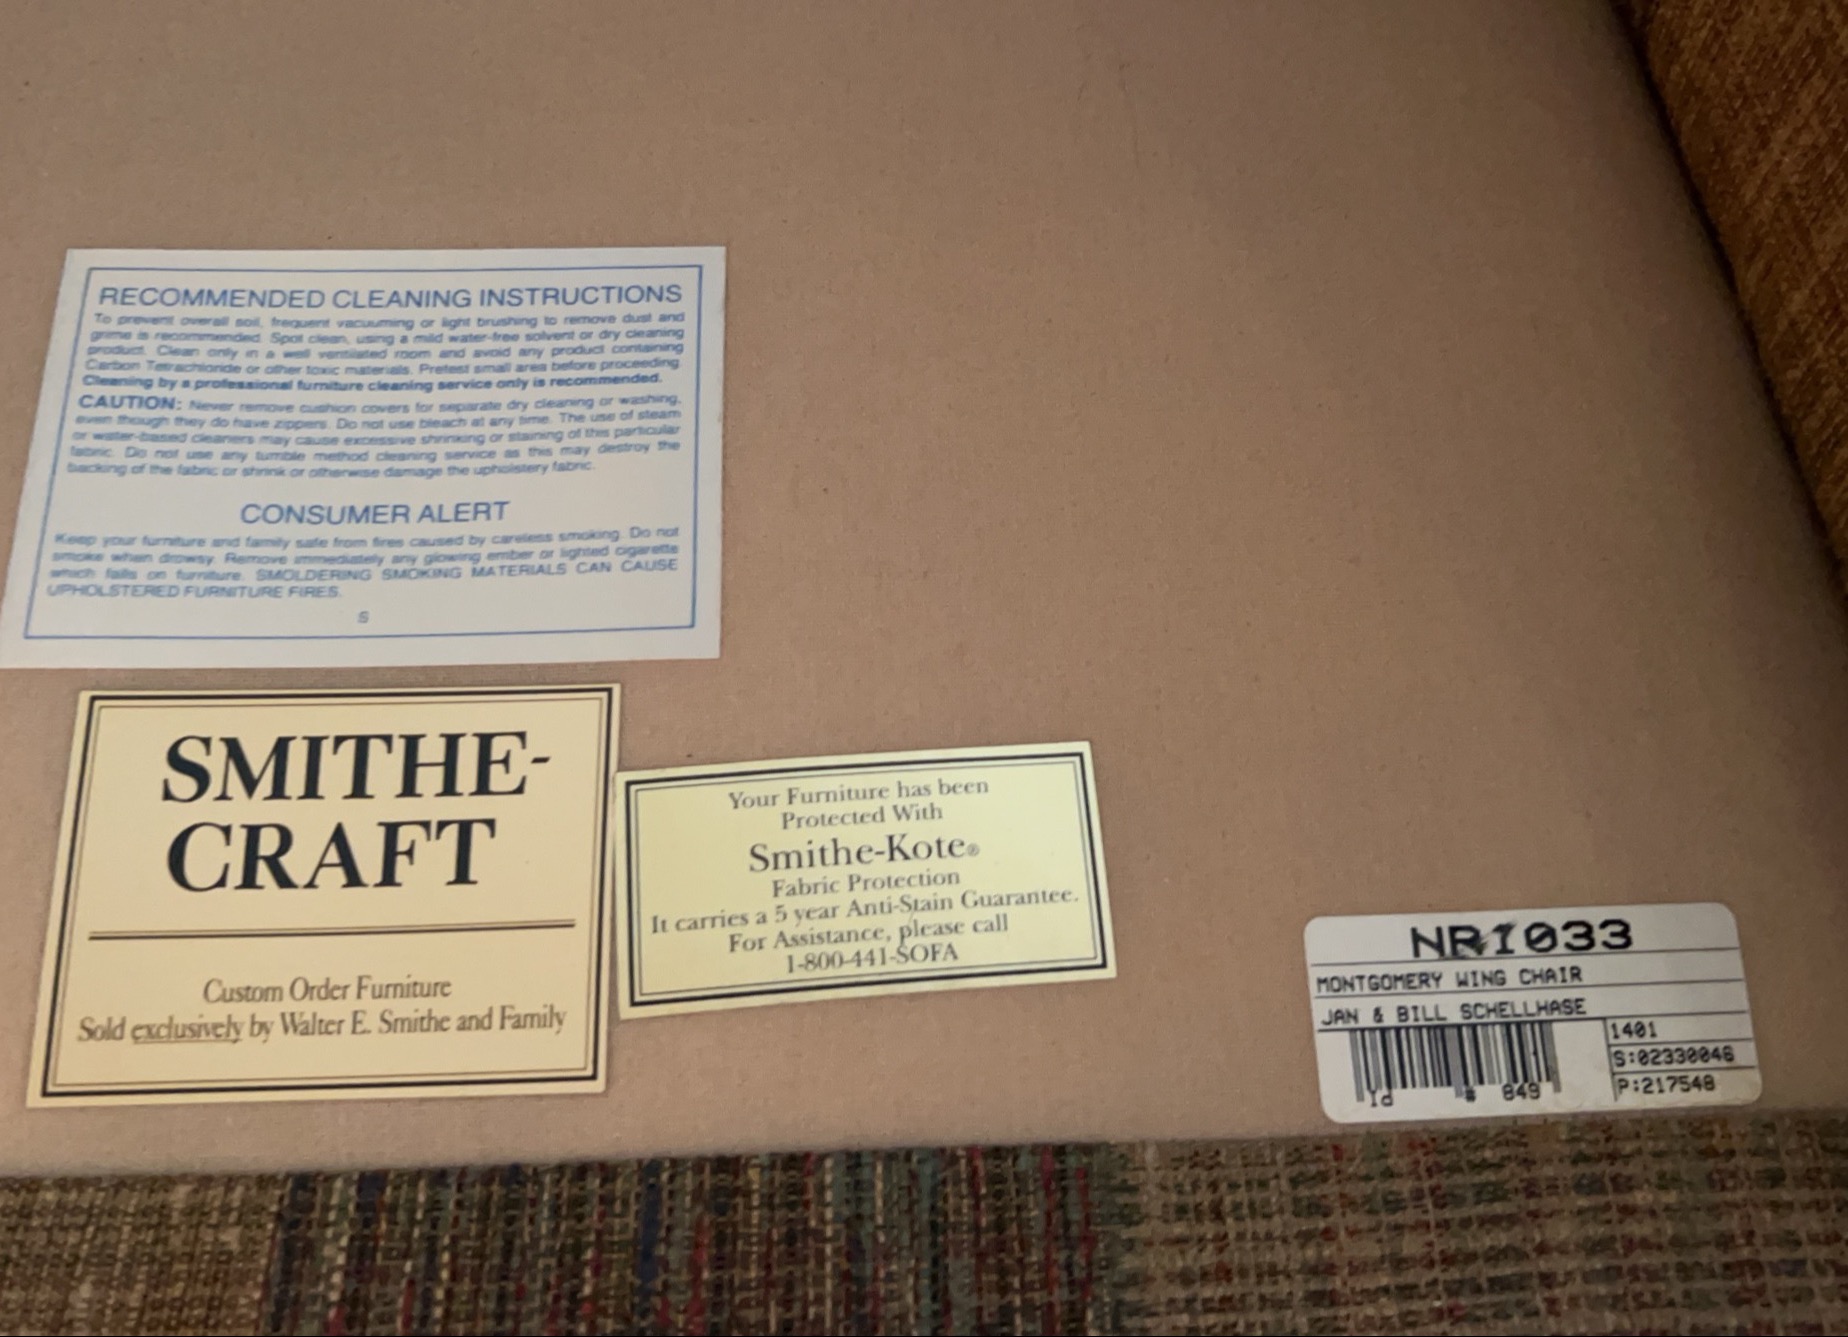 RECOMMENDED CLEANING INSTRUCTIONS
To prevent overall soil, frequent vacuuming or light brushing to remove dust and
grime is recommended. Spot clean, using a mild water-free solvent or dry cleaning
product. Clean only in a well ventilated room and avoid any product containing
Carbon Tetrachloride or other toxic materials. Pretest small area before proceeding.
Cleaning by a professional furniture cleaning service only is recommended.
CAUTION: Never remove cushion covers for separate dry cleaning or washing,
even though they do have zippers. Do not use bleach at any time. The use of steam
or water-based cleaners may cause excessive shrinking or staining of this particular
fabric. Do not use any tumble method cleaning service as this may destroy the
backing of the fabric or shrink or otherwise damage the upholstery fabric.
CONSUMER ALERT
Keep your furniture and family safe from fires caused by careless smoking. Do not
smoke when drowsy. Remove immediately any glowing ember or lighted cigarette
which falls on furniture. SMOLDERING SMOKING MATERIALS CAN CAUSE
UPHOLSTERED FURNITURE FIRES.
S
SMITHE-
CRAFT
Custom Order Furniture
Sold exclusively by Walter E. Smithe and Family
Your Furniture has been
Protected With
Smithe-Kote®
Fabric Protection
It carries a 5 year Anti-Stain Guarantee.
For Assistance, please call
1-800-441-SOFA
NR1033
MONTGOMERY WING CHAIR
JAN & BILL SCHELLHASE
1401
S:02330046
P:217548
Id # 849